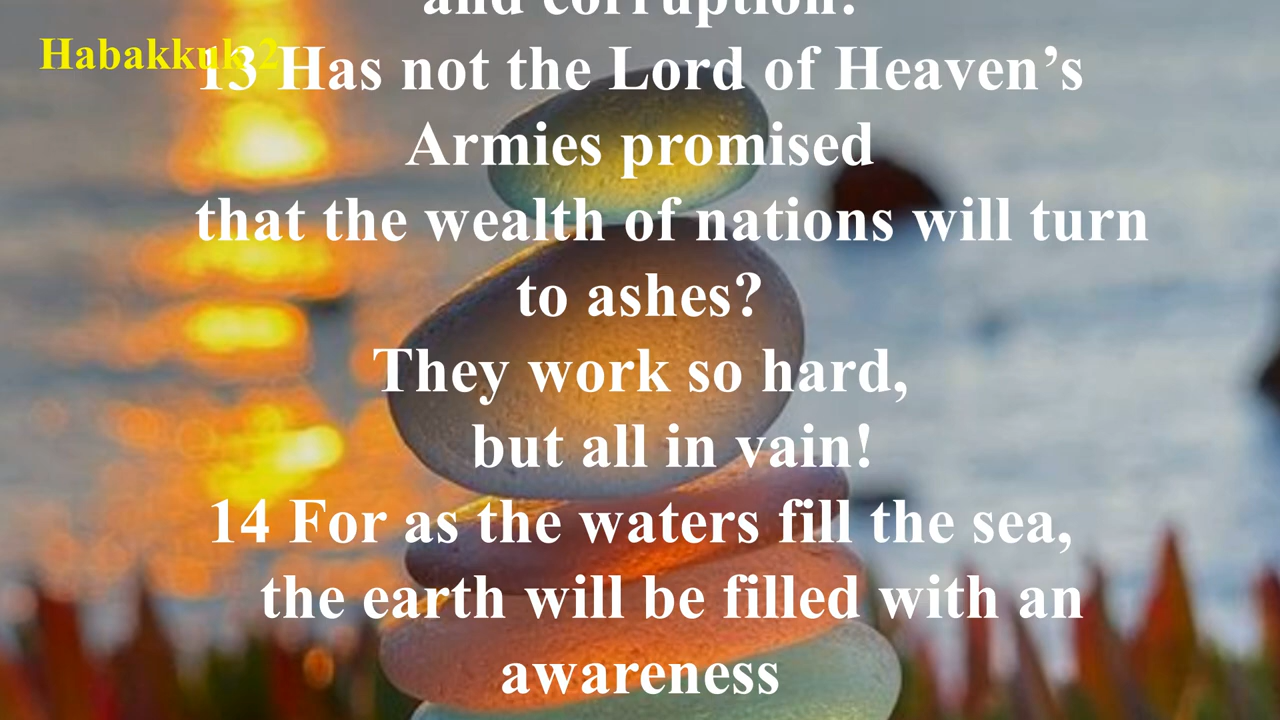 and corruption!
Habakkuk 2
13 Has not the Lord of Heaven’s
Armies promised
that the wealth of nations will turn
to ashes?
They work so hard,
but all in vain!
14 For as the waters fill the sea,
the earth will be filled with an
awareness